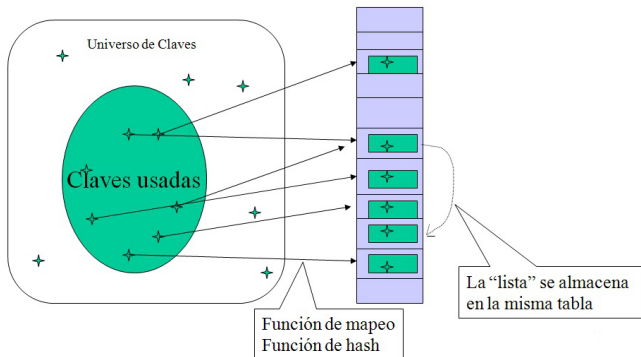 Universo de Claves
Claves usadas
La “lista” se almacena
en la misma tabla
Función de mapeo
Función de hash